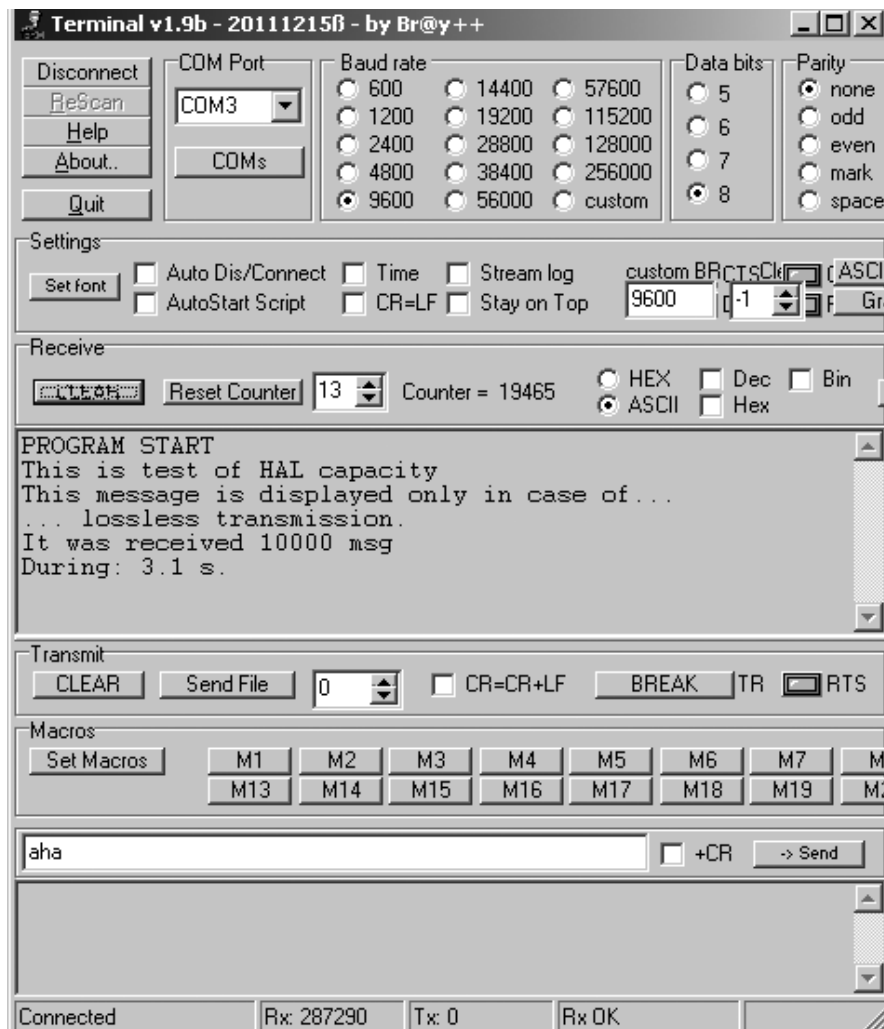 Terminal v1.9b - 20111215ß - by Br@y++
Disconnect
ReScan
Help
About..
Quit
COM Port
COM3
COMs
Baud rate
600 14400 57600
1200 19200 115200
2400 28800 128000
4800 38400 256000
9600 56000 custom
Data bits
5
6
7
8
Parity
none
odd
even
mark
space
Settings
Set font
Auto Dis/Connect Time Stream log
AutoStart Script CR=LF Stay on Top
custom BR
9600
CTS
-1
ASCI
Gr
Receive
CLEAR Reset Counter 13 Counter = 19465
HEX Dec Bin
ASCII Hex
PROGRAM START
This is test of HAL capacity
This message is displayed only in case of...
... lossless transmission.
It was received 10000 msg
During: 3.1 s.
Transmit
CLEAR Send File 0 CR=CR+LF BREAK TR RTS
Macros
Set Macros M1 M2 M3 M4 M5 M6 M7 M
M13 M14 M15 M16 M17 M18 M19
aha +CR -> Send
Connected Rx: 287290 Tx: 0 Rx OK